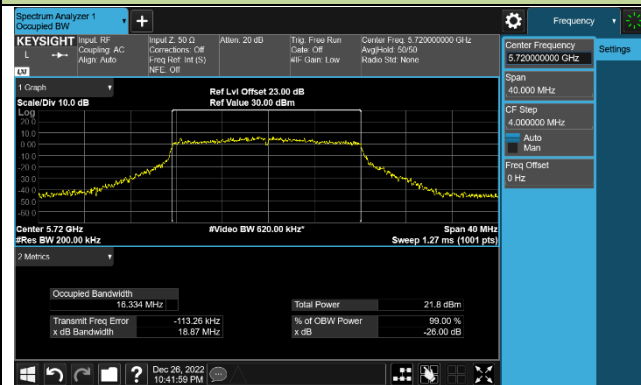 Spectrum Analyzer 1
Occupied BW
Frequency
KEYSIGHT
L
LXI
Input: RF
Coupling: AC
Align: Auto
Input Z: 50 Ω
Corrections: Off
Freq Ref: Int (S)
NFE: Off
Atten: 20 dB
Trig: Free Run
Gate: Off
#IF Gain: Low
Center Freq: 5.720000000 GHz
Avg|Hold: 50/50
Radio Std: None
Center Frequency
5.720000000 GHz
Settings
Span
40.000 MHz
CF Step
4.000000 MHz
Auto
Man
Freq Offset
0 Hz
1 Graph
Scale/Div 10.0 dB
Ref Lvl Offset 23.00 dB
Ref Value 30.00 dBm
Log
20.0
10.0
0.00
-10.0
-20.0
-30.0
-40.0
-50.0
-60.0
Center 5.72 GHz
#Res BW 200.00 kHz
#Video BW 620.00 kHz*
Span 40 MHz
Sweep 1.27 ms (1001 pts)
2 Metrics
Occupied Bandwidth
16.334 MHz
Total Power 21.8 dBm
Transmit Freq Error -113.26 kHz
% of OBW Power 99.00 %
x dB Bandwidth 18.87 MHz
x dB -26.00 dB
?
Dec 26, 2022
10:41:59 PM